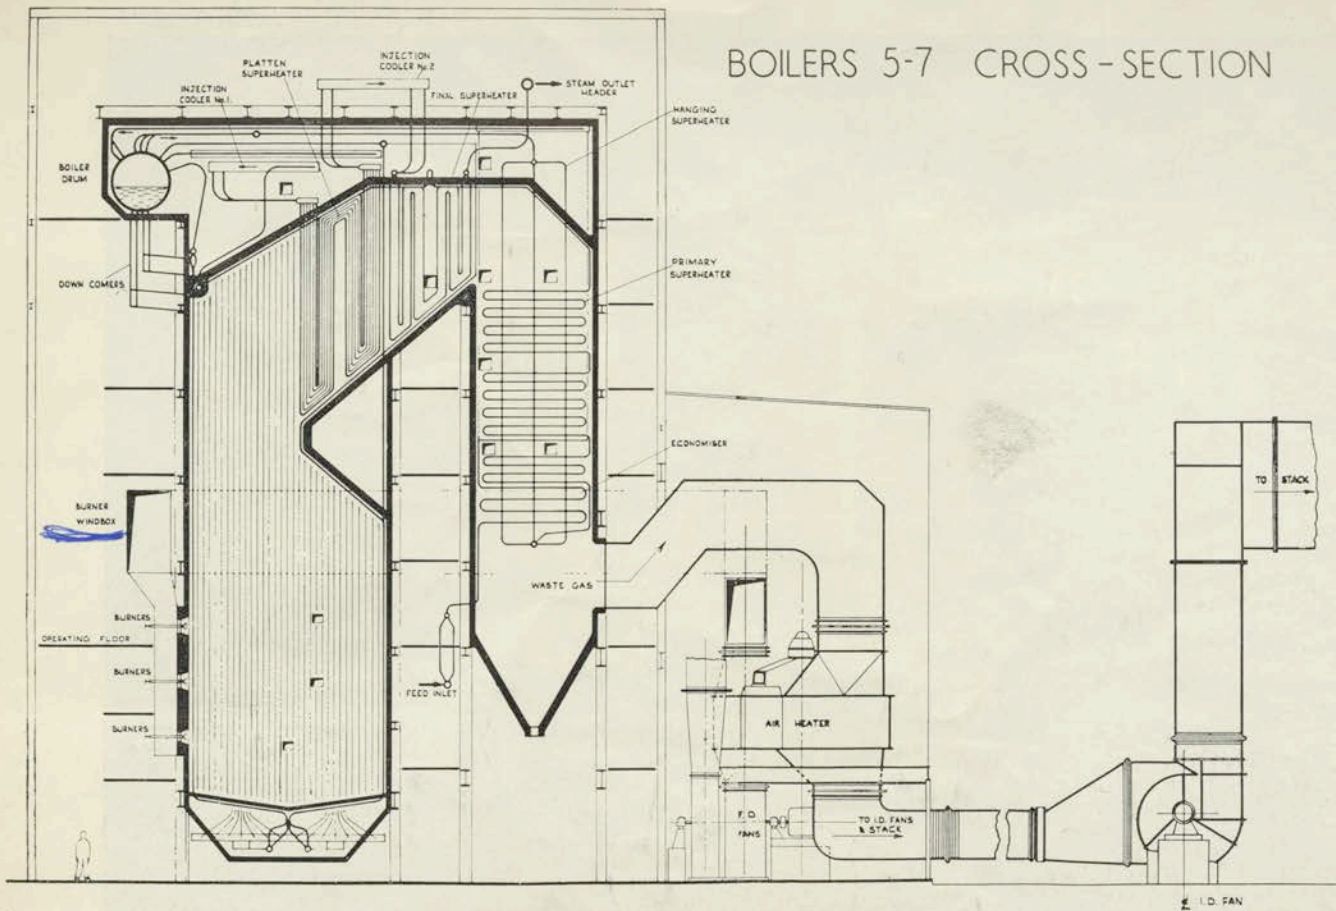 BOILERS 5-7 CROSS-SECTION
INJECTION
COOLER No.2
PLATTEN
SUPERHEATER
INJECTION
COOLER No.1.
FINAL SUPERHEATER
STEAM OUTLET
HEADER
HANGING
SUPERHEATER
BOILER
DRUM
DOWN COMERS
PRIMARY
SUPERHEATER
ECONOMISER
BURNER
WINDBOX
TO STACK
WASTE GAS
BURNERS
OPERATING FLOOR
BURNERS
FEED INLET
BURNERS
AIR HEATER
F.D.
FANS
TO I.D. FANS
& STACK
I.D. FAN